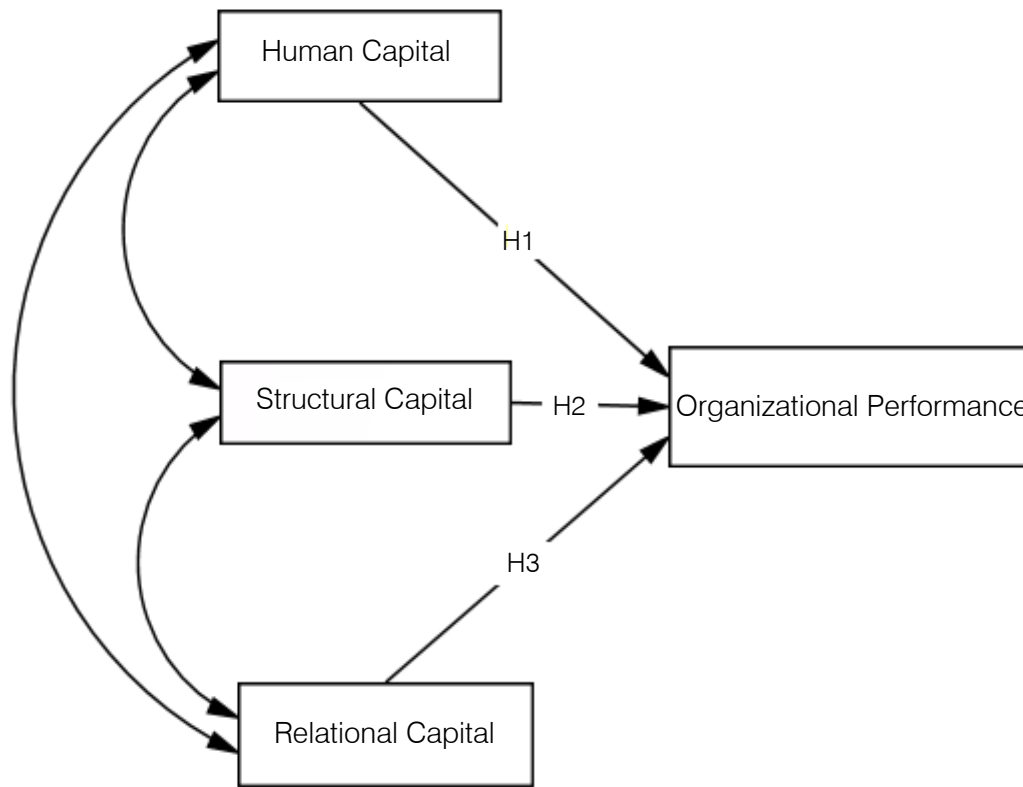 Human Capital
H1
Structural Capital
H2
Organizational Performance
H3
Relational Capital